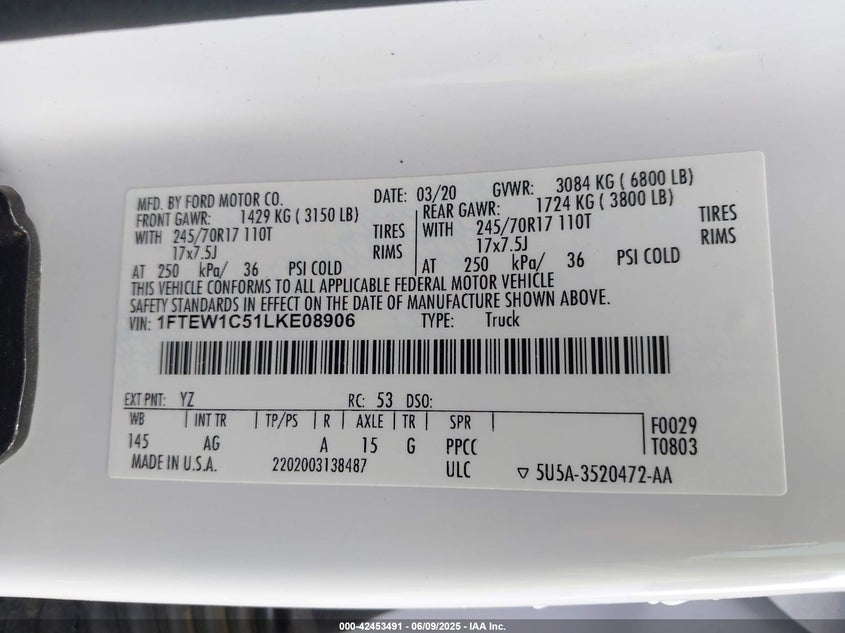 MFD. BY FORD MOTOR CO. DATE: 03/20 GVWR: 3084 KG ( 6800 LB)
FRONT GAWR: 1429 KG ( 3150 LB) REAR GAWR: 1724 KG ( 3800 LB)
WITH 245/70R17 110T TIRES WITH 245/70R17 110T TIRES
17x7.5J RIMS 17x7.5J RIMS
AT 250 kPa/ 36 PSI COLD AT 250 kPa/ 36 PSI COLD
THIS VEHICLE CONFORMS TO ALL APPLICABLE FEDERAL MOTOR VEHICLE
SAFETY STANDARDS IN EFFECT ON THE DATE OF MANUFACTURE SHOWN ABOVE.
VIN: 1FTEW1C51LKE08906 TYPE: Truck
EXT PNT: YZ RC: 53 DSO:
WB | INT TR | TP/PS | R | AXLE | TR | SPR F0029
145 AG A 15 G PPCC T0803
MADE IN U.S.A. 2202003138487 ULC ▽ 5U5A-3520472-AA
000-42453491 - 06/09/2025 - IAA Inc.